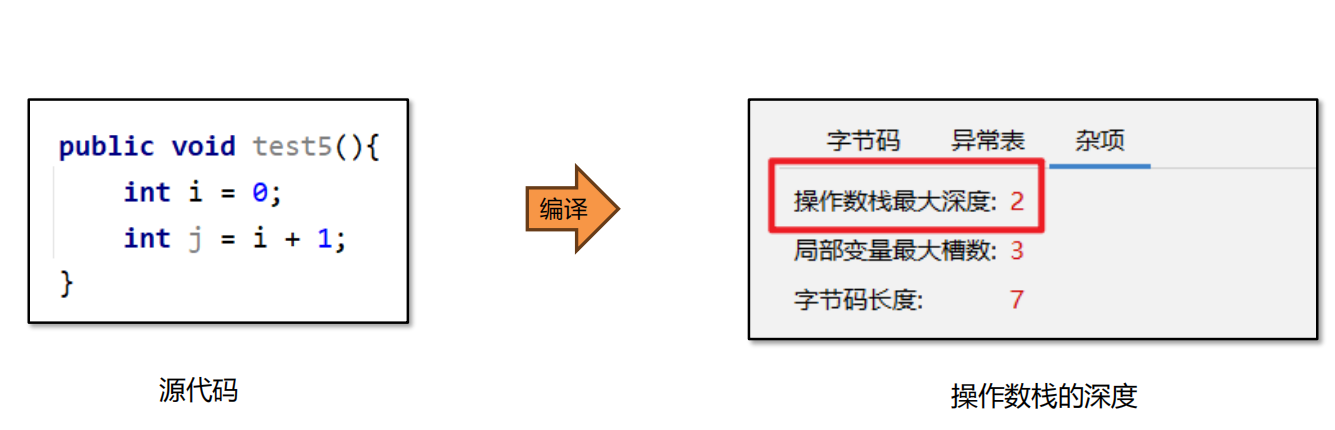 public void test5(){
int i = 0;
int j = i + 1;
}
源代码
编译
字节码 异常表 杂项
操作数栈最大深度: 2
局部变量最大槽数: 3
字节码长度: 7
操作数栈的深度